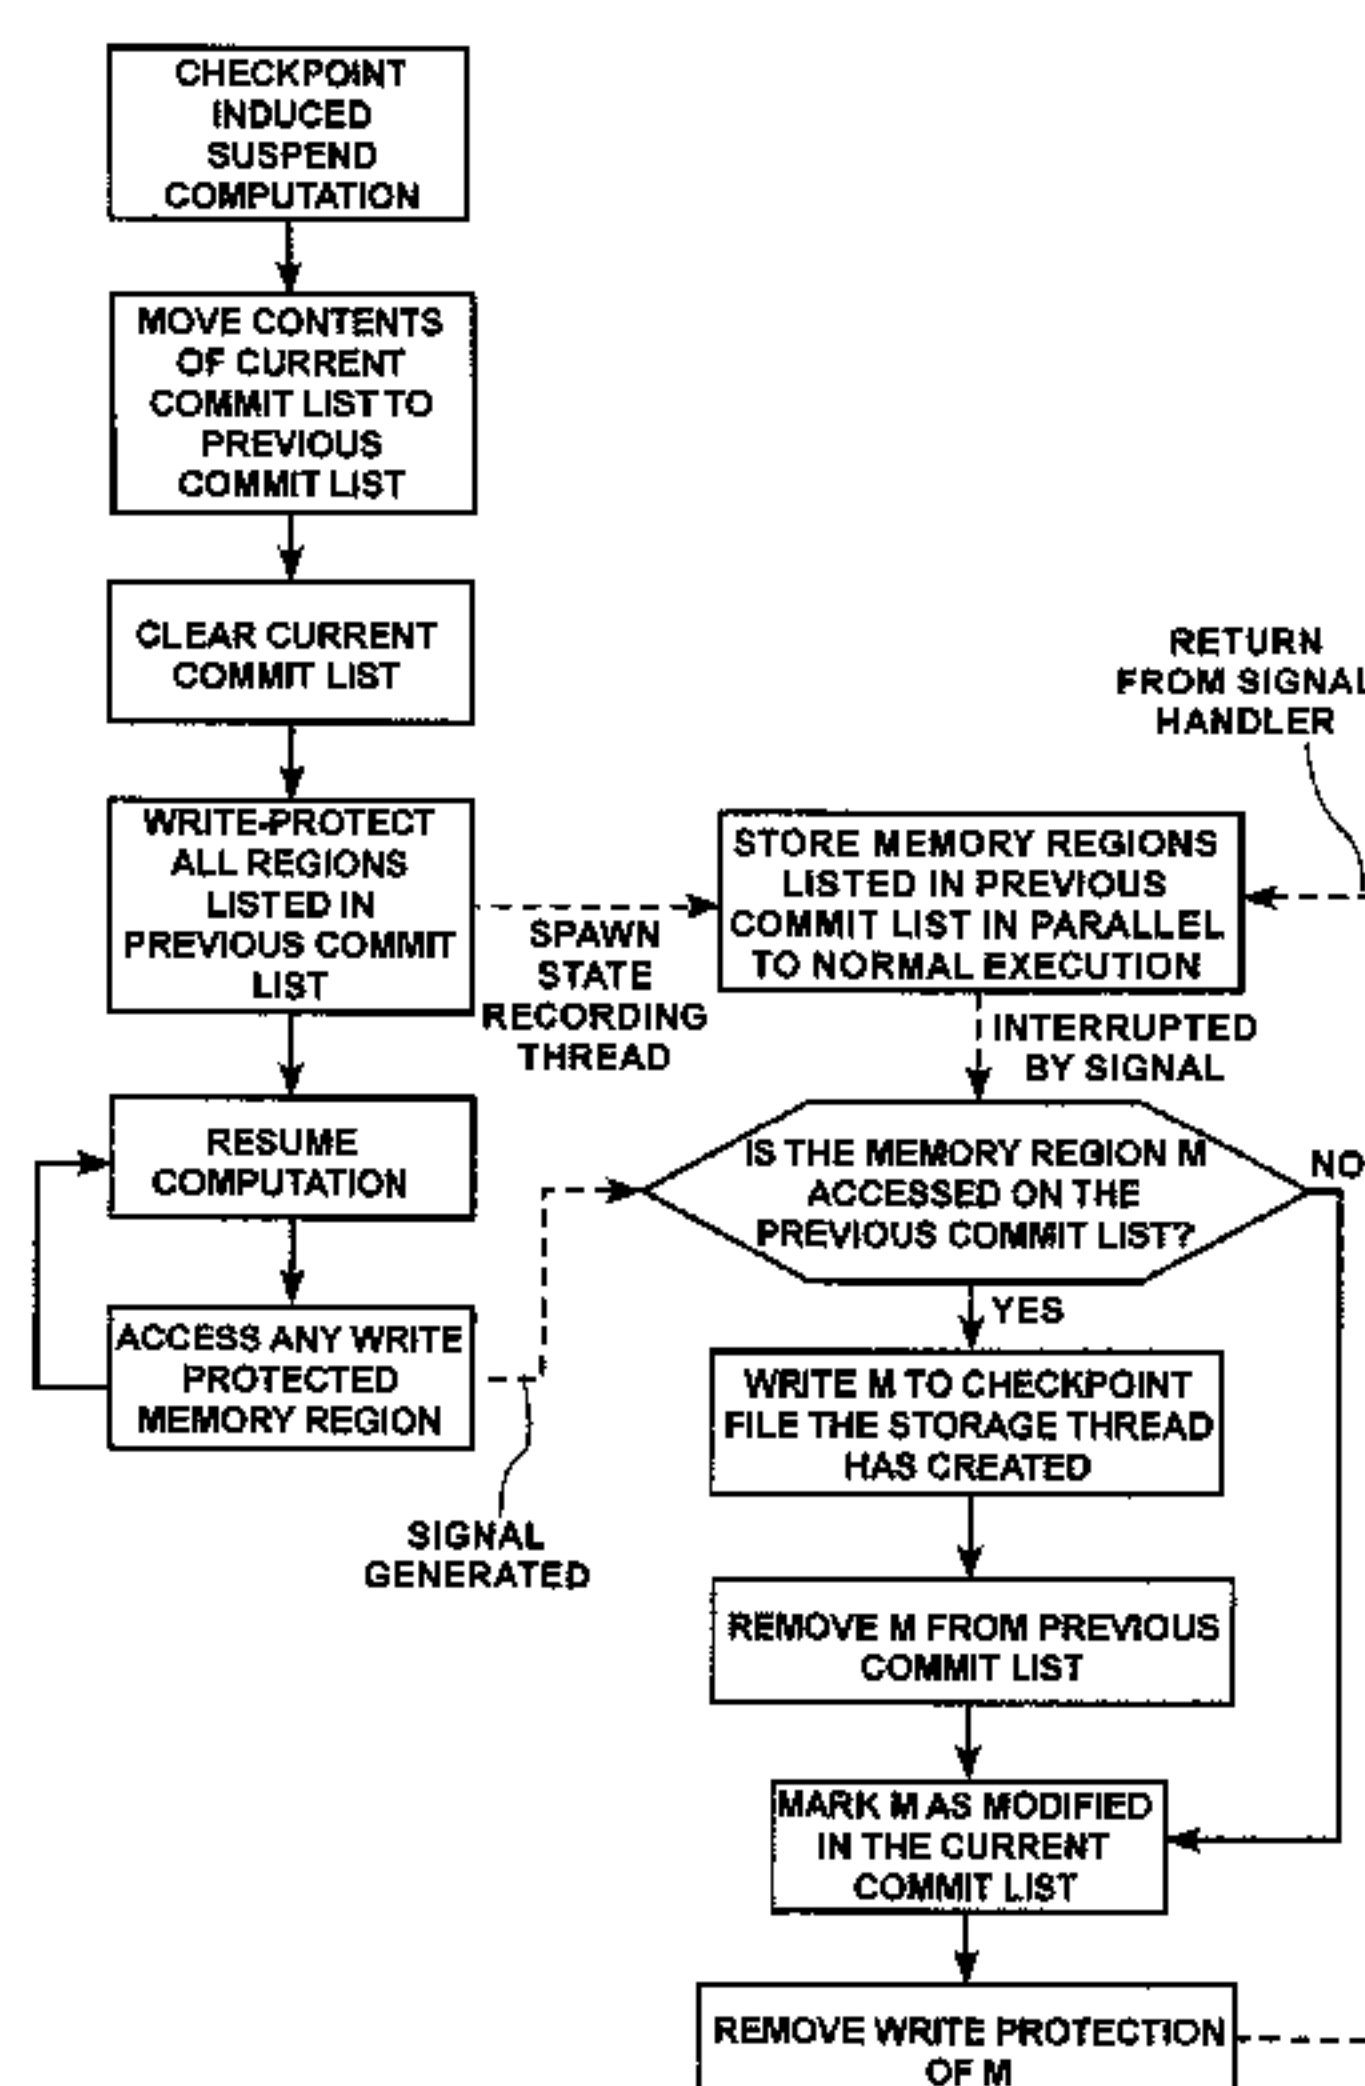 CHECKPOINT
INDUCED
SUSPEND
COMPUTATION
MOVE CONTENTS
OF CURRENT
COMMIT LIST TO
PREVIOUS
COMMIT LIST
CLEAR CURRENT
COMMIT LIST
WRITE-PROTECT
ALL REGIONS
LISTED IN
PREVIOUS COMMIT
LIST
SPAWN
STATE
RECORDING
THREAD
RESUME
COMPUTATION
ACCESS ANY WRITE
PROTECTED
MEMORY REGION
SIGNAL
GENERATED
RETURN
FROM SIGNAL
HANDLER
STORE MEMORY REGIONS
LISTED IN PREVIOUS
COMMIT LIST IN PARALLEL
TO NORMAL EXECUTION
INTERRUPTED
BY SIGNAL
IS THE MEMORY REGION M
ACCESSED ON THE
PREVIOUS COMMIT LIST?
NO
YES
WRITE M TO CHECKPOINT
FILE THE STORAGE THREAD
HAS CREATED
REMOVE M FROM PREVIOUS
COMMIT LIST
MARK M AS MODIFIED
IN THE CURRENT
COMMIT LIST
REMOVE WRITE PROTECTION
OF M